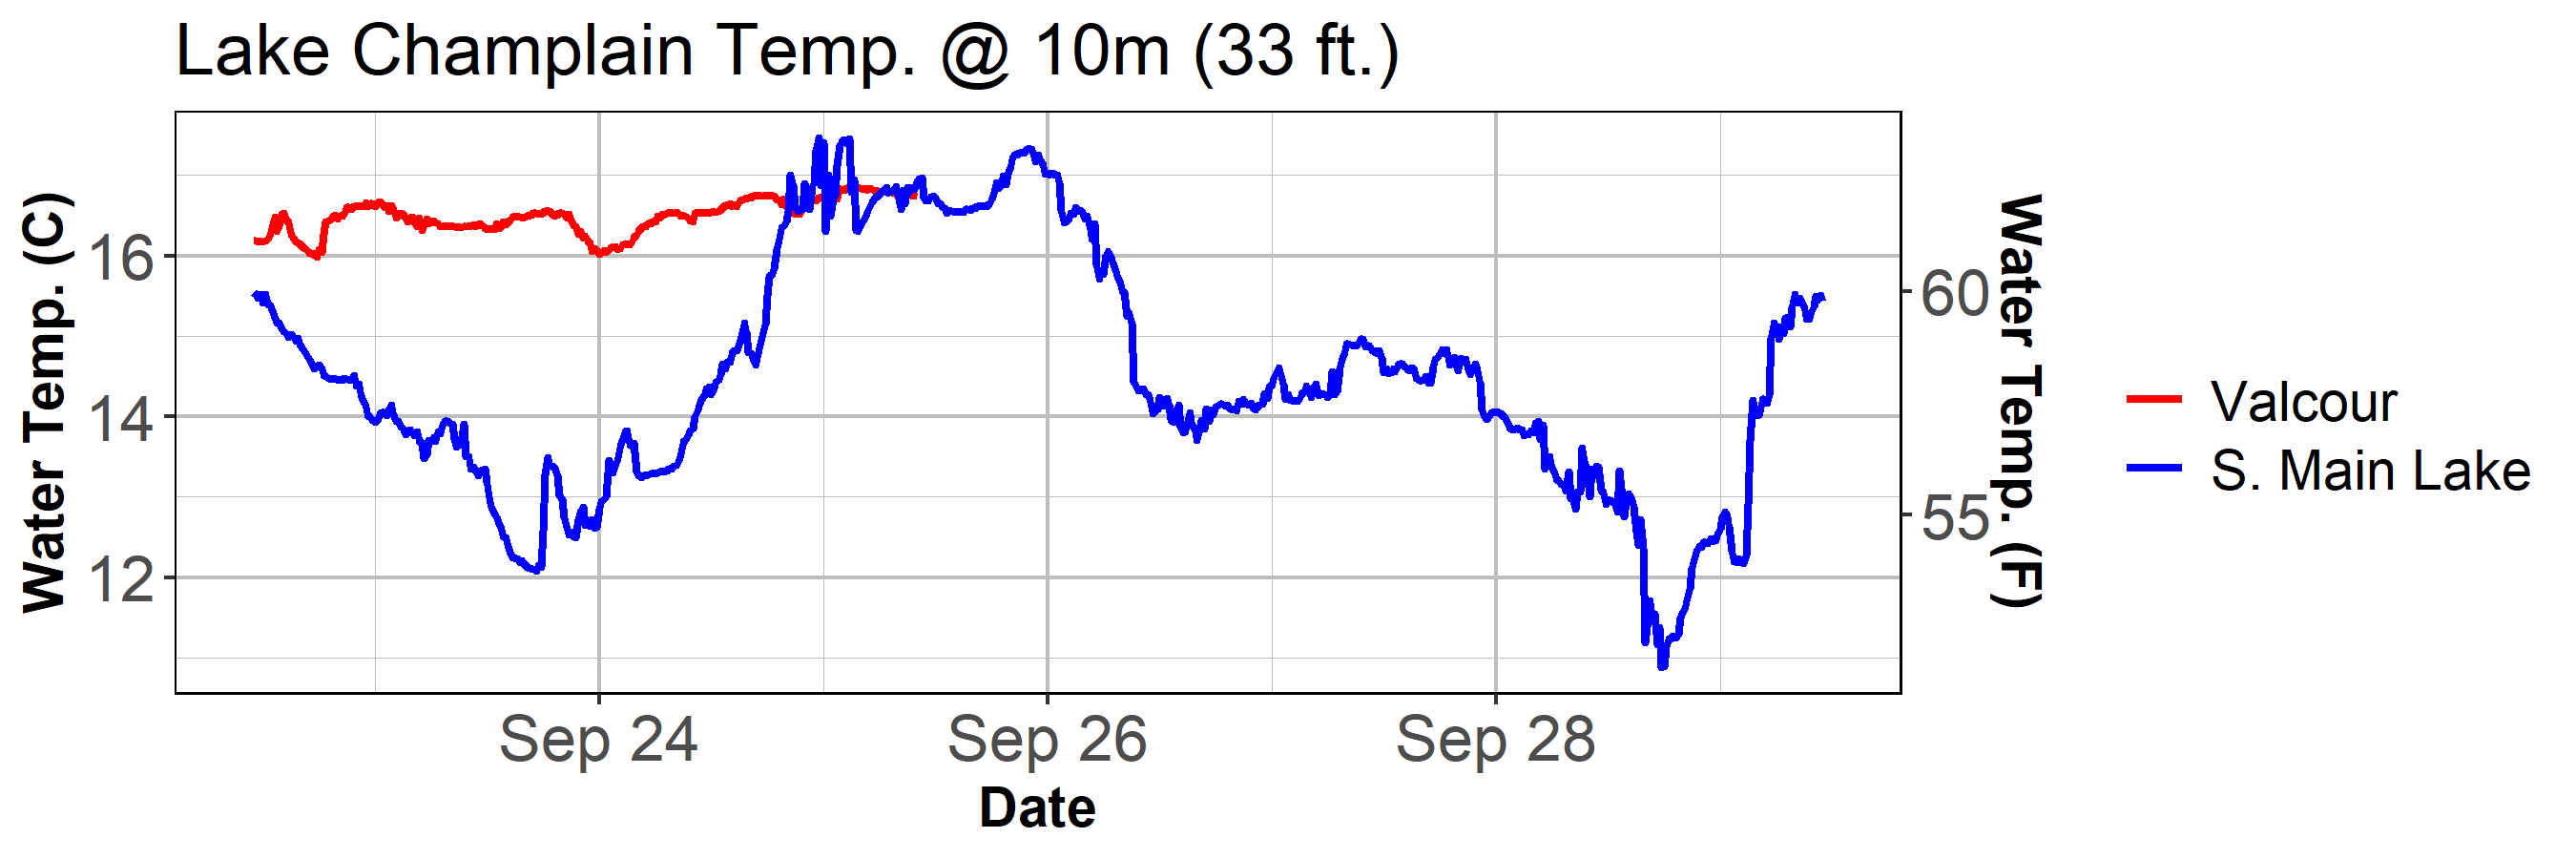 Lake Champlain Temp. @ 10m (33 ft.)
Water Temp. (C)
16
14
12
60
55
Water Temp. (F)
Sep 24
Sep 26
Sep 28
Date
Valcour
S. Main Lake